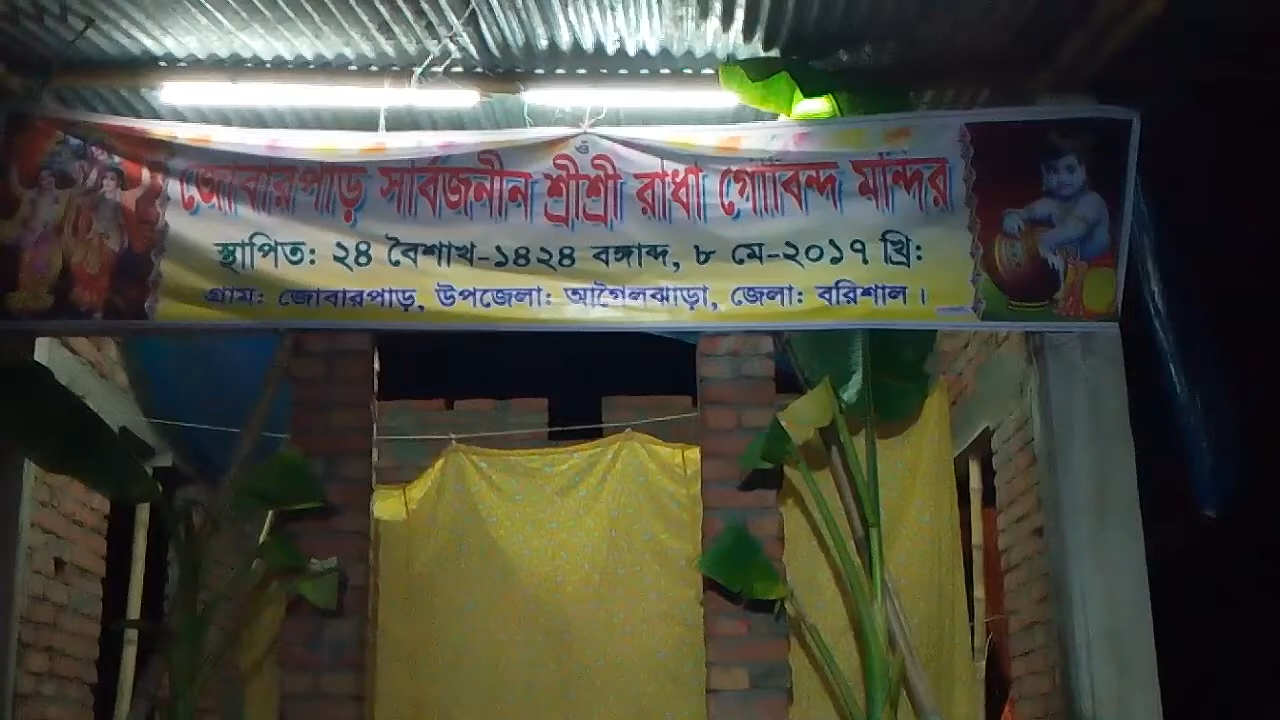 ওঁ
জোবারপাড় সার্বজনীন শ্রীশ্রী রাধা গোবিন্দ মন্দির
স্থাপিত: ২৪ বৈশাখ-১৪২৪ বঙ্গাব্দ, ৮ মে-২০১৭ খ্রি:
গ্রাম: জোবারপাড়, উপজেলা: আগৈলঝাড়া, জেলা: বরিশাল।